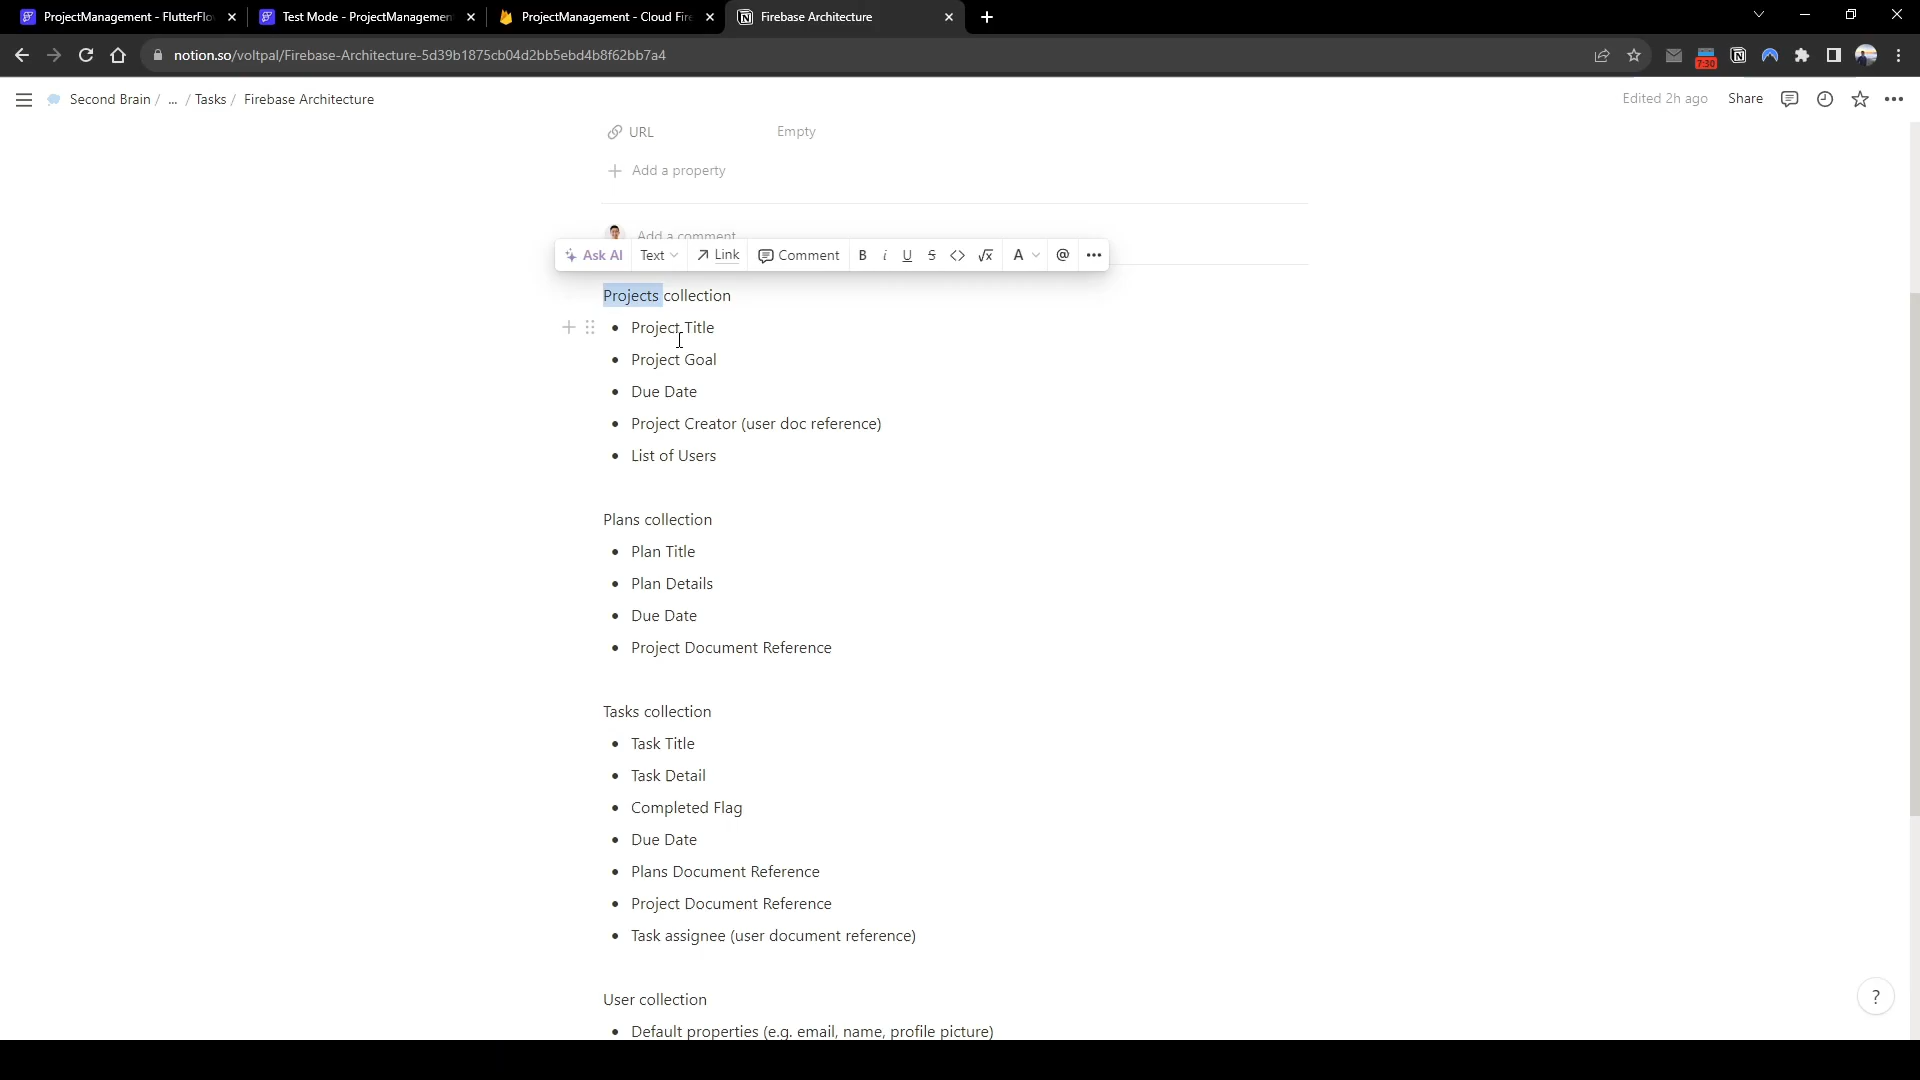 ProjectManagement - FlutterFlo
Test Mode - ProjectManagement
ProjectManagement - Cloud Fire
Firebase Architecture
notion.so/voltpal/Firebase-Architecture-5d39b1875cb04d2bb5ebd4b8f62bb7a4
7:30
Second Brain / ... / Tasks / Firebase Architecture
Edited 2h ago
Share
URL
Empty
Add a property
Add a comment
Ask AI
Text
Link
Comment
B
i
U
S
A
@
Projects collection
• Project Title
• Project Goal
• Due Date
• Project Creator (user doc reference)
• List of Users
Plans collection
• Plan Title
• Plan Details
• Due Date
• Project Document Reference
Tasks collection
• Task Title
• Task Detail
• Completed Flag
• Due Date
• Plans Document Reference
• Project Document Reference
• Task assignee (user document reference)
User collection
• Default properties (e.g. email, name, profile picture)
?